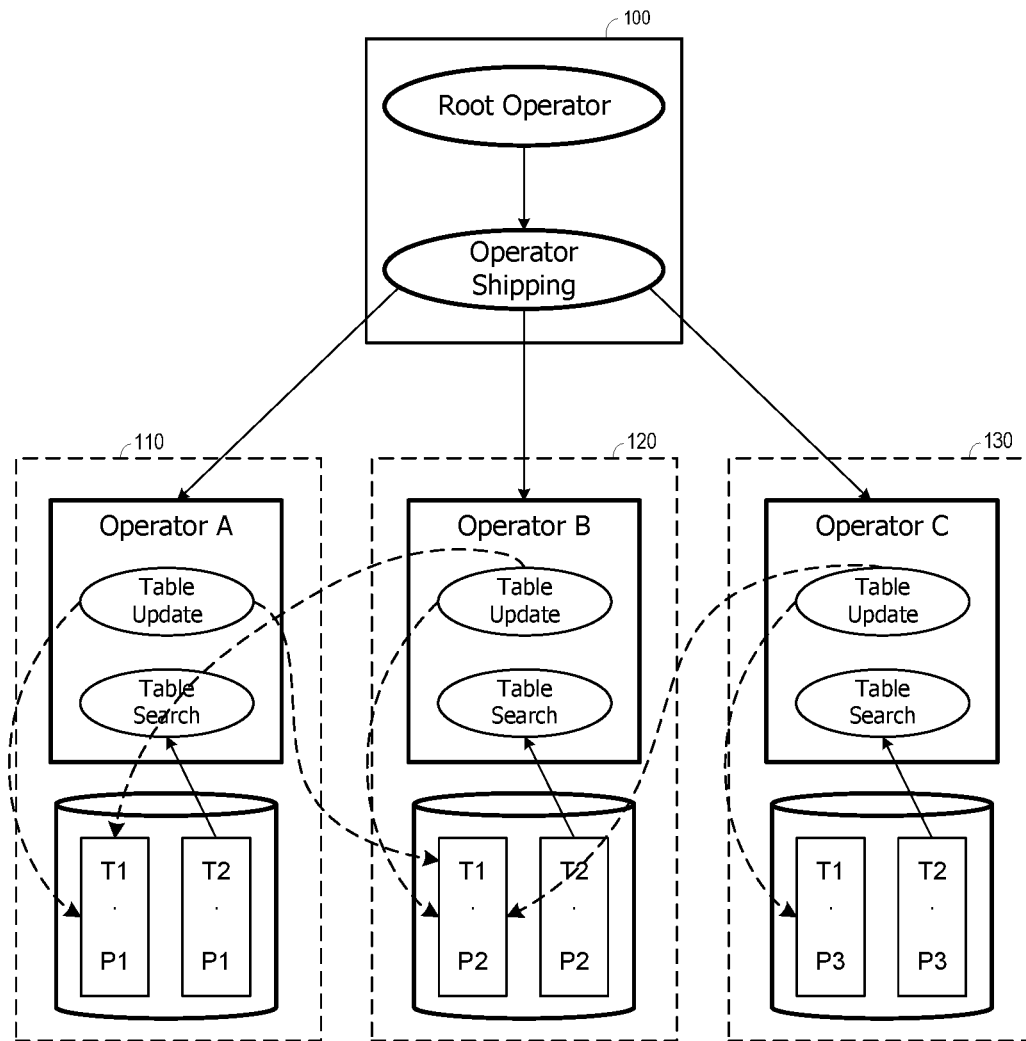 100
Root Operator
Operator
Shipping
110
120
130
Operator A
Operator B
Operator C
Table
Update
Table
Update
Table
Update
Table
Search
Table
Search
Table
Search
T1
.
P1
T2
.
P1
T1
.
P2
T2
.
P2
T1
.
P3
T2
.
P3